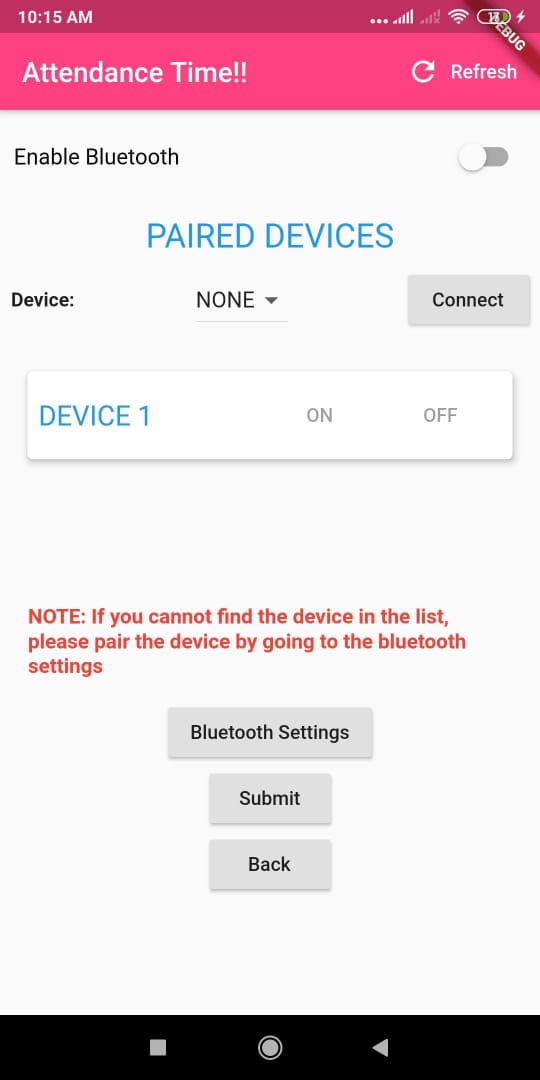 10:15 AM
DEBUG
Attendance Time!!
Refresh
Enable Bluetooth
PAIRED DEVICES
Device: NONE Connect
DEVICE 1 ON OFF
NOTE: If you cannot find the device in the list,
please pair the device by going to the bluetooth
settings
Bluetooth Settings
Submit
Back